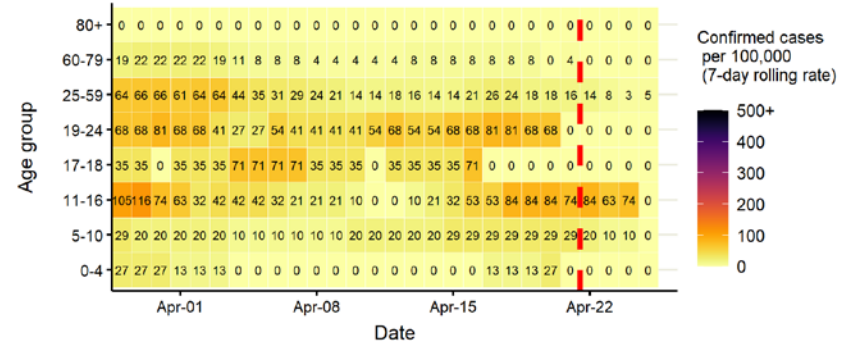 80+ 0 0 0 0 0 0 0 0 0 0 0 0 0 0 0 0 0 0 0 0 0 0 0 0 0 0 0 0
60-79 19 22 22 22 22 19 11 8 8 8 4 4 4 4 4 8 8 8 8 8 8 8 0 4 0 0 0 0
25-59 64 66 66 61 64 64 44 35 31 29 24 21 14 14 18 16 14 14 21 26 24 18 18 16 14 8 3 5
19-24 68 68 81 68 68 41 27 27 54 41 41 41 41 54 68 54 54 68 68 81 81 68 68 0 0 0 0 0
17-18 35 35 0 35 35 35 71 71 71 71 35 35 35 0 35 35 35 35 71 0 0 0 0 0 0 0 0 0
11-16 105 116 74 63 32 42 42 42 32 21 21 21 10 0 0 10 21 32 53 53 84 84 84 74 84 63 74 0
5-10 29 20 20 20 20 20 10 10 10 10 10 10 20 20 20 20 20 29 29 29 29 29 29 29 20 10 10 0
0-4 27 27 27 13 13 13 0 0 0 0 0 0 0 0 0 0 0 0 0 13 13 13 27 0 0 0 0 0
Apr-01 Apr-08 Apr-15 Apr-22
Date
Age group
Confirmed cases
per 100,000
(7-day rolling rate)
500+
400
300
200
100
0